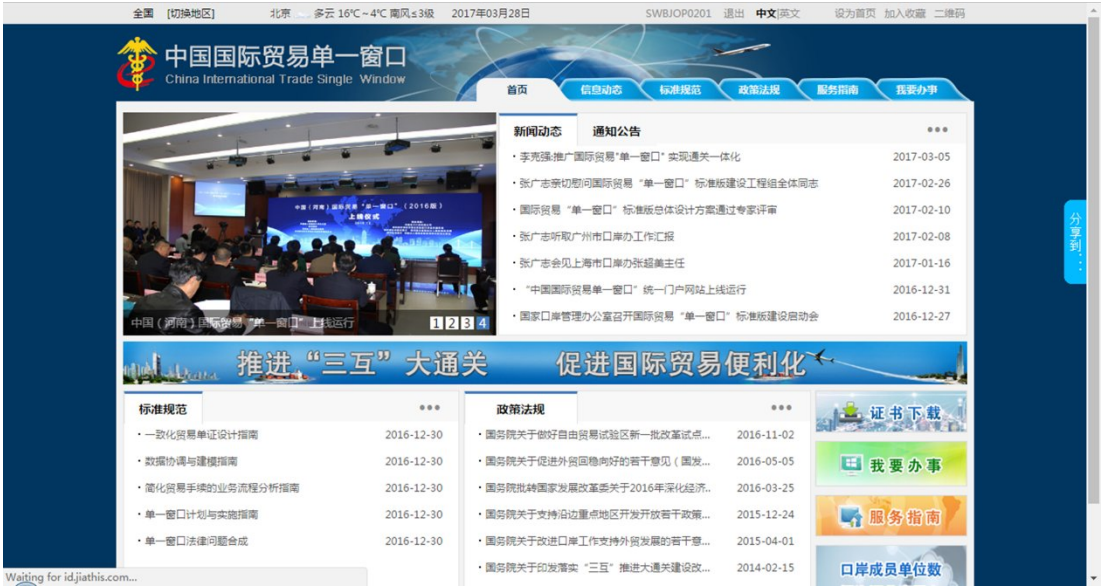 全国 [切换地区] 北京 多云 16℃~4℃ 南风≤3级 2017年03月28日 SWBJOP0201 退出 中文|英文 设为首页 加入收藏 二维码
中国国际贸易单一窗口
China International Trade Single Window
首页 信息动态 标准规范 政策法规 服务指南 我要办事
新闻动态 通知公告
·李克强:推广国际贸易"单一窗口" 实现通关一体化 2017-03-05
·张广志亲切慰问国际贸易“单一窗口”标准版建设工程组全体同志 2017-02-26
·国际贸易“单一窗口”标准版总体设计方案通过专家评审 2017-02-10
·张广志听取广州市口岸办工作汇报 2017-02-08
·张广志会见上海市口岸办张超美主任 2017-01-16
·“中国国际贸易单一窗口”统一门户网站上线运行 2016-12-31
·国家口岸管理办公室召开国际贸易“单一窗口”标准版建设启动会 2016-12-27
中国(河南)国际贸易“单一窗口”(2016版)
上线仪式
中国(河南)国际贸易“单一窗口”上线运行 1 2 3 4
分享到:...
推进“三互”大通关 促进国际贸易便利化
标准规范
·一致化贸易单证设计指南 2016-12-30
·数据协调与建模指南 2016-12-30
·简化贸易手续的业务流程分析指南 2016-12-30
·单一窗口计划与实施指南 2016-12-30
·单一窗口法律问题合成 2016-12-30
政策法规
·国务院关于做好自由贸易试验区新一批改革试点... 2016-11-02
·国务院关于促进外贸回稳向好的若干意见(国发... 2016-05-05
·国务院批转国家发展改革委关于2016年深化经济.. 2016-03-25
·国务院关于支持沿边重点地区开发开放若干政策... 2015-12-24
·国务院关于改进口岸工作支持外贸发展的若干意... 2015-04-01
·国务院关于印发落实“三互”推进大通关建设改... 2014-02-15
证书下载
我要办事
服务指南
口岸成员单位数
Waiting for id.jiathis.com...